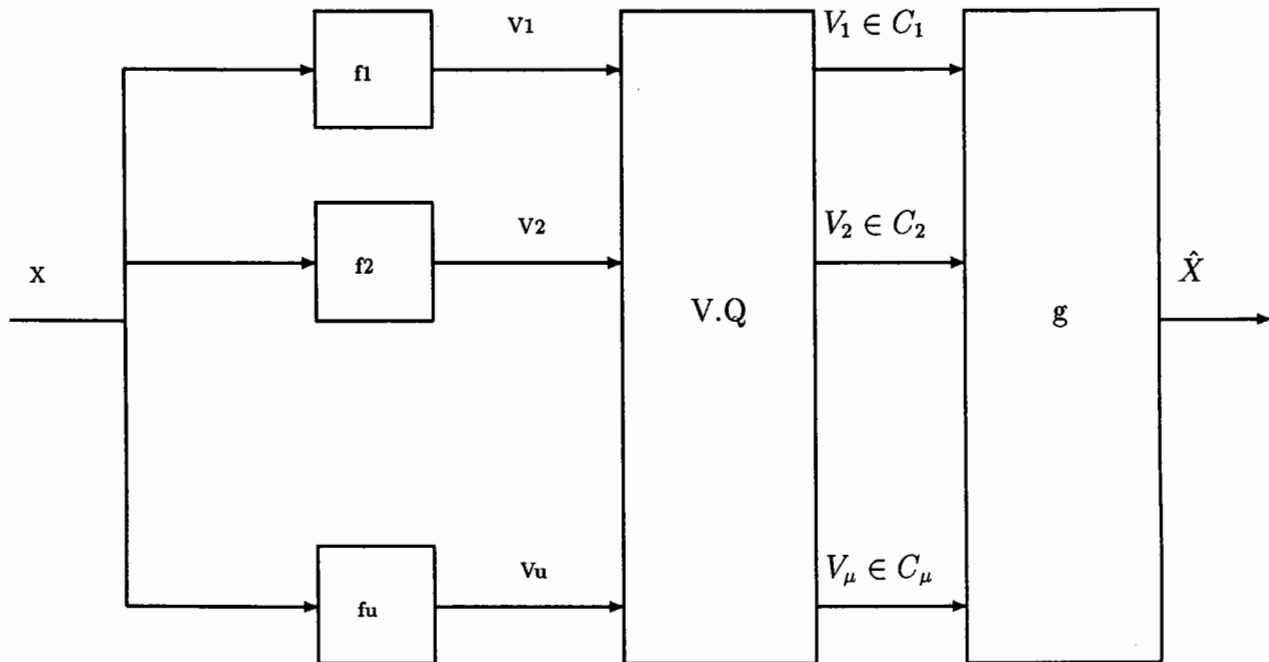 v1
V₁ ∈ C₁
f1
v2
V₂ ∈ C₂
x
f2
V.Q
g
X̂
vu
V_μ ∈ C_μ
fu